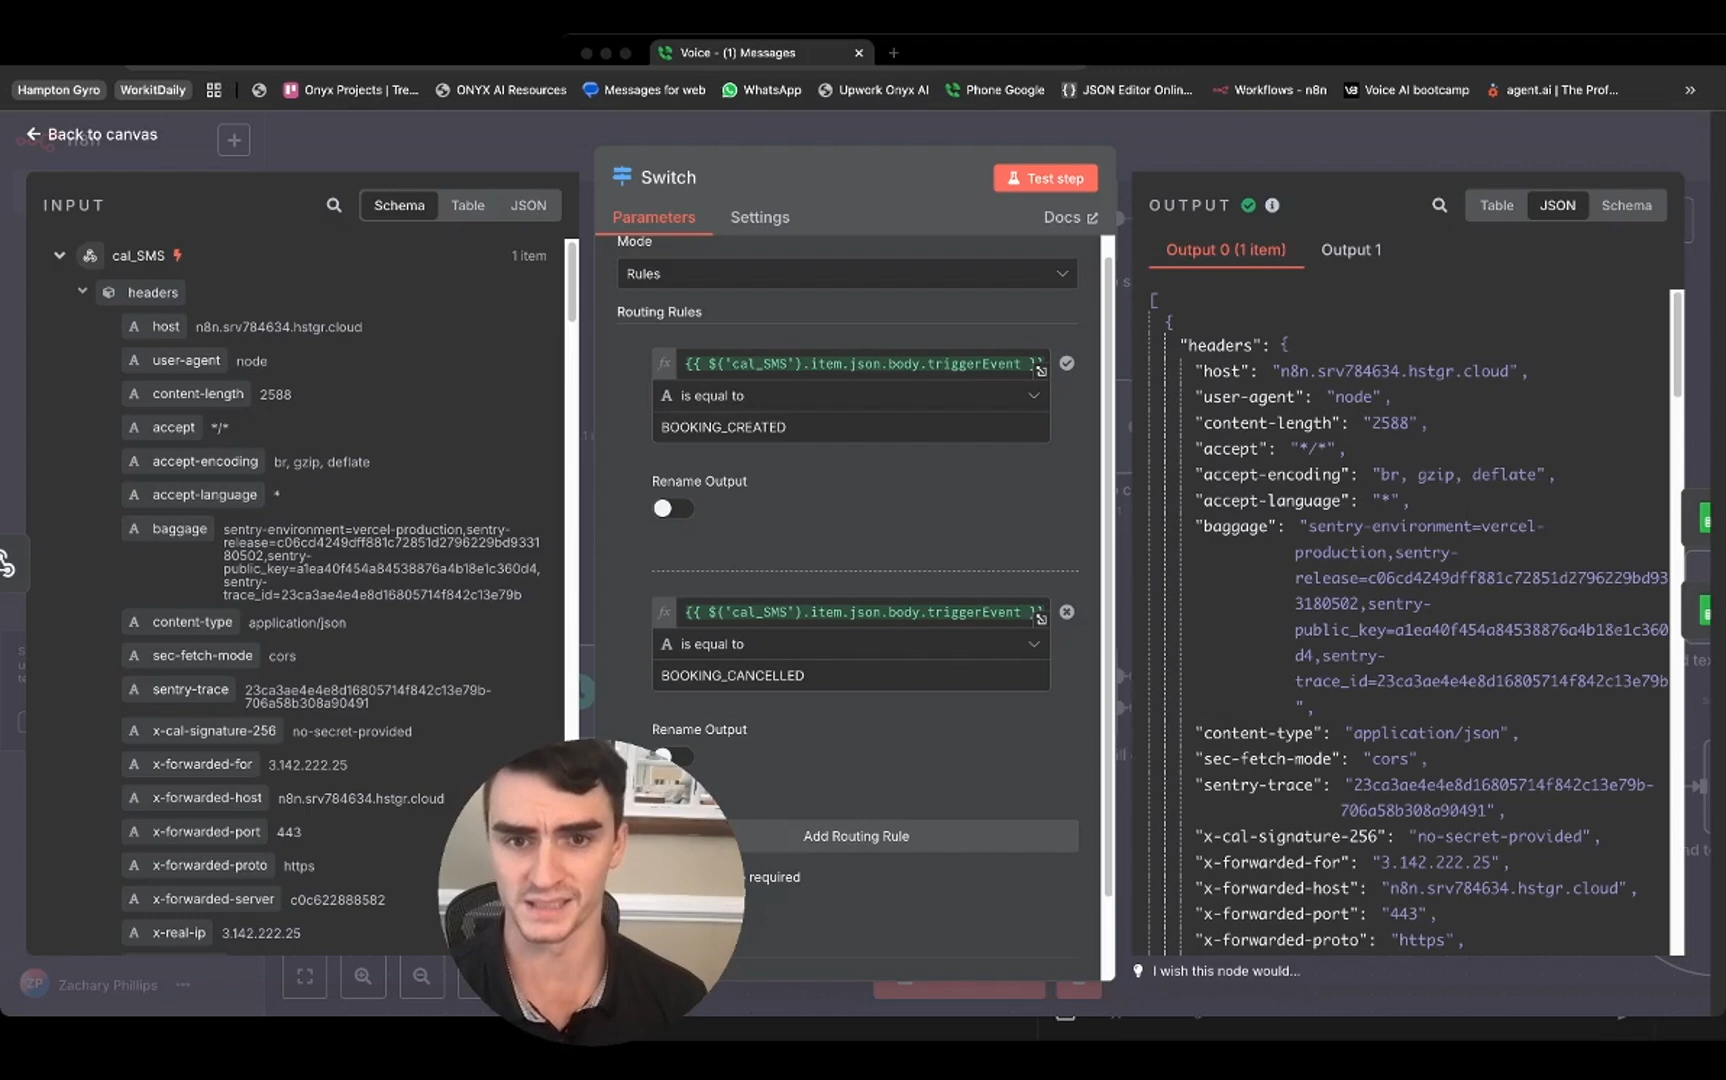 Voice - (1) Messages
Hampton Gyro
WorkitDaily
Onyx Projects | Tre...
ONYX AI Resources
Messages for web
WhatsApp
Upwork Onyx AI
Phone Google
JSON Editor Onlin...
Workflows - n8n
Voice AI bootcamp
agent.ai | The Prof...
»
Back to canvas
INPUT
Schema
Table
JSON
cal_SMS
1 item
headers
A host n8n.srv784634.hstgr.cloud
A user-agent node
A content-length 2588
A accept */*
A accept-encoding br, gzip, deflate
A accept-language *
A baggage sentry-environment=vercel-production,sentry-
release=c06cd4249dff881c72851d2796229bd933
180502,sentry-
public_key=a1ea40f454a84538876a4b18e1c360d4,
sentry-
trace_id=23ca3ae4e4e8d16805714f842c13e79b
A content-type application/json
A sec-fetch-mode cors
A sentry-trace 23ca3ae4e4e8d16805714f842c13e79b-
706a58b308a90491
A x-cal-signature-256 no-secret-provided
A x-forwarded-for 3.142.222.25
A x-forwarded-host n8n.srv784634.hstgr.cloud
A x-forwarded-port 443
A x-forwarded-proto https
A x-forwarded-server c0c622888582
A x-real-ip 3.142.222.25
ZP Zachary Phillips
Switch
Test step
Parameters
Settings
Docs
Mode
Rules
Routing Rules
fx {{ $('cal_SMS').item.json.body.triggerEvent }}
A is equal to
BOOKING_CREATED
Rename Output
fx {{ $('cal_SMS').item.json.body.triggerEvent }}
A is equal to
BOOKING_CANCELLED
Rename Output
Add Routing Rule
required
OUTPUT
Table
JSON
Schema
Output 0 (1 item)
Output 1
[
{
"headers": {
"host": "n8n.srv784634.hstgr.cloud",
"user-agent": "node",
"content-length": "2588",
"accept": "*/*",
"accept-encoding": "br, gzip, deflate",
"accept-language": "*",
"baggage": "sentry-environment=vercel-
production,sentry-
release=c06cd4249dff881c72851d2796229bd93
3180502,sentry-
public_key=a1ea40f454a84538876a4b18e1c360
d4,sentry-
trace_id=23ca3ae4e4e8d16805714f842c13e79b
",
"content-type": "application/json",
"sec-fetch-mode": "cors",
"sentry-trace": "23ca3ae4e4e8d16805714f842c13e79b-
706a58b308a90491",
"x-cal-signature-256": "no-secret-provided",
"x-forwarded-for": "3.142.222.25",
"x-forwarded-host": "n8n.srv784634.hstgr.cloud",
"x-forwarded-port": "443",
"x-forwarded-proto": "https",
I wish this node would...